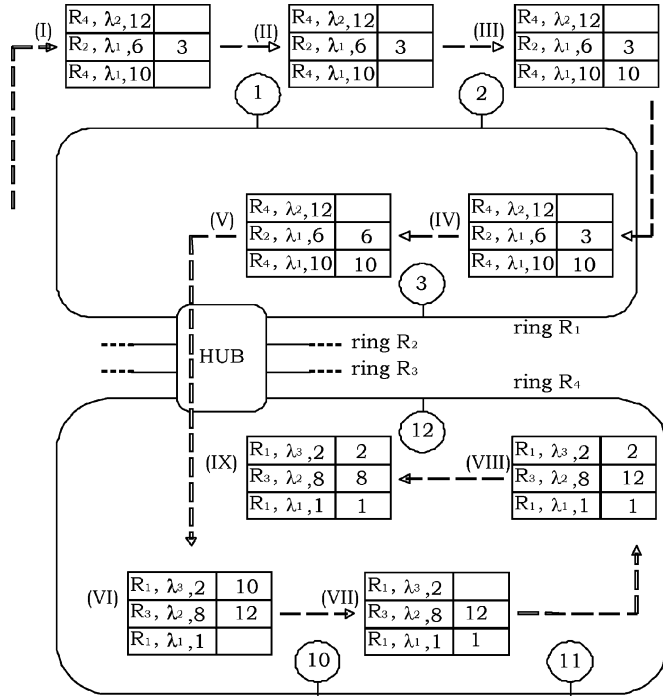 (I)
R₄, λ₂,12
R₂, λ₁,6 3
R₄, λ₁,10
(II)
R₄, λ₂,12
R₂, λ₁,6 3
R₄, λ₁,10
(III)
R₄, λ₂,12
R₂, λ₁,6 3
R₄, λ₁,10 10
1
2
(V)
R₄, λ₂,12
R₂, λ₁,6 6
R₄, λ₁,10 10
(IV)
R₄, λ₂,12
R₂, λ₁,6 3
R₄, λ₁,10 10
3
ring R₁
HUB
ring R₂
ring R₃
ring R₄
12
(IX)
R₁, λ₃,2 2
R₃, λ₂,8 8
R₁, λ₁,1 1
(VIII)
R₁, λ₃,2 2
R₃, λ₂,8 12
R₁, λ₁,1 1
(VI)
R₁, λ₃,2 10
R₃, λ₂,8 12
R₁, λ₁,1
(VII)
R₁, λ₃,2
R₃, λ₂,8 12
R₁, λ₁,1 1
10
11